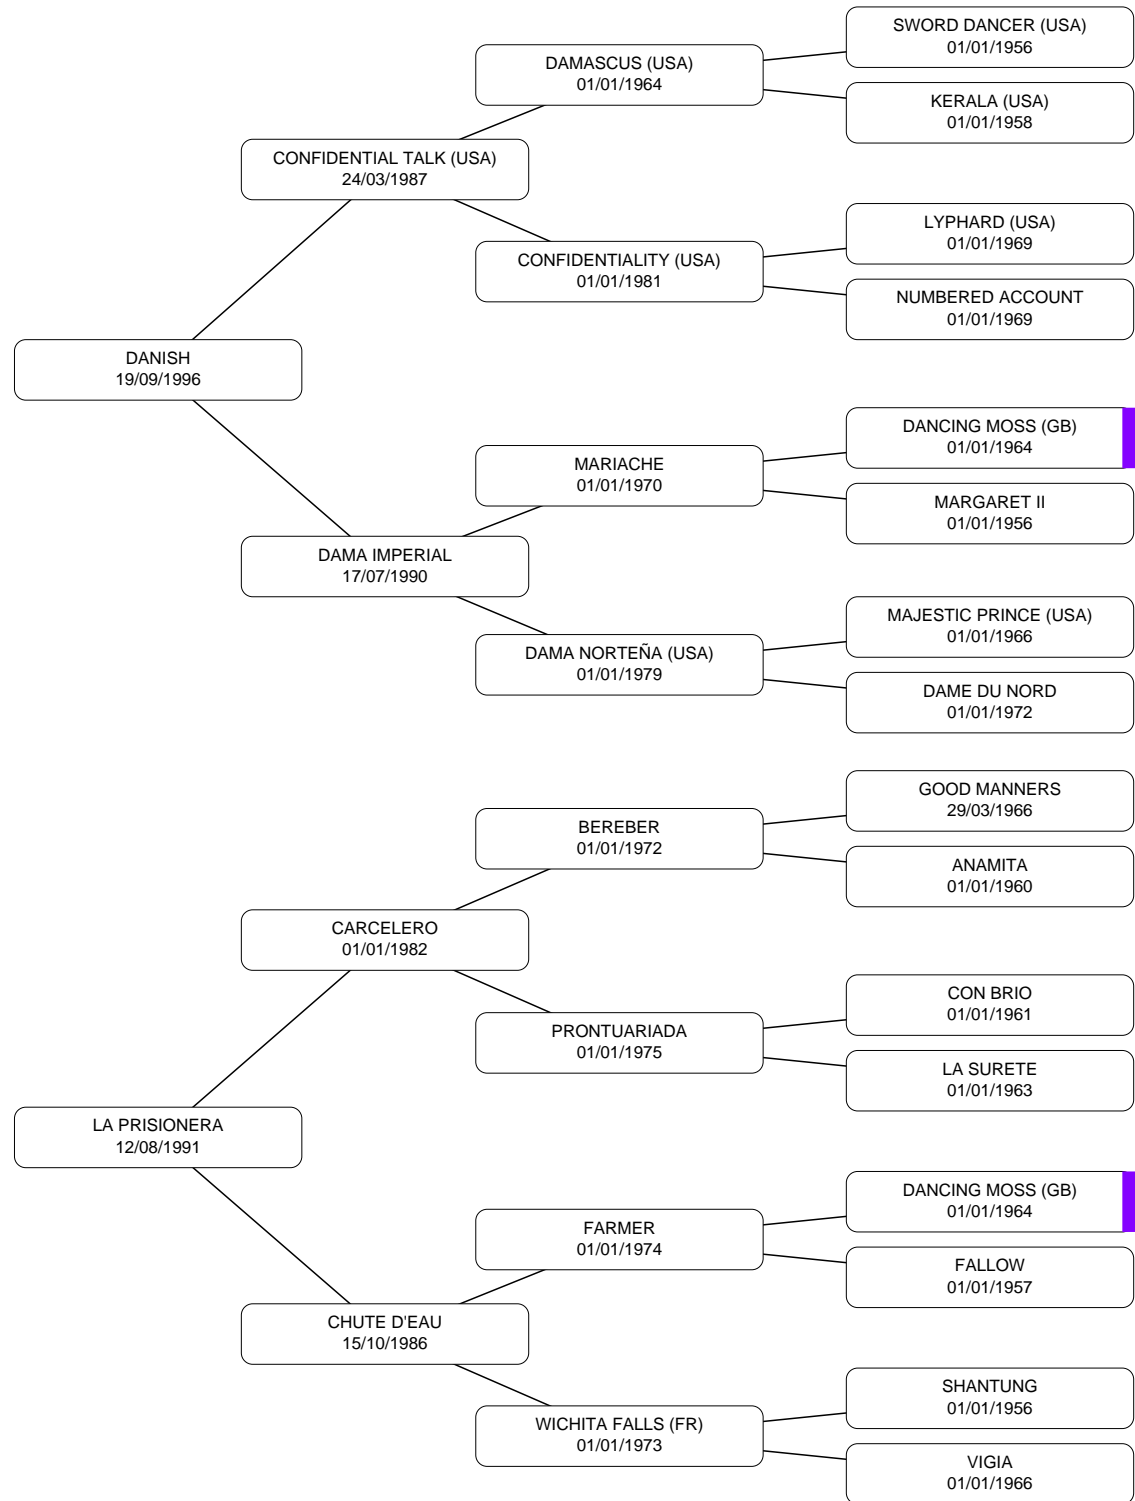 SWORD DANCER (USA)
01/01/1956
DAMASCUS (USA)
01/01/1964
KERALA (USA)
01/01/1958
CONFIDENTIAL TALK (USA)
24/03/1987
LYPHARD (USA)
01/01/1969
CONFIDENTIALITY (USA)
01/01/1981
NUMBERED ACCOUNT
01/01/1969
DANISH
19/09/1996
DANCING MOSS (GB)
01/01/1964
MARIACHE
01/01/1970
MARGARET II
01/01/1956
DAMA IMPERIAL
17/07/1990
MAJESTIC PRINCE (USA)
01/01/1966
DAMA NORTEÑA (USA)
01/01/1979
DAME DU NORD
01/01/1972
GOOD MANNERS
29/03/1966
BEREBER
01/01/1972
ANAMITA
01/01/1960
CARCELERO
01/01/1982
CON BRIO
01/01/1961
PRONTUARIADA
01/01/1975
LA SURETE
01/01/1963
LA PRISIONERA
12/08/1991
DANCING MOSS (GB)
01/01/1964
FARMER
01/01/1974
FALLOW
01/01/1957
CHUTE D'EAU
15/10/1986
SHANTUNG
01/01/1956
WICHITA FALLS (FR)
01/01/1973
VIGIA
01/01/1966